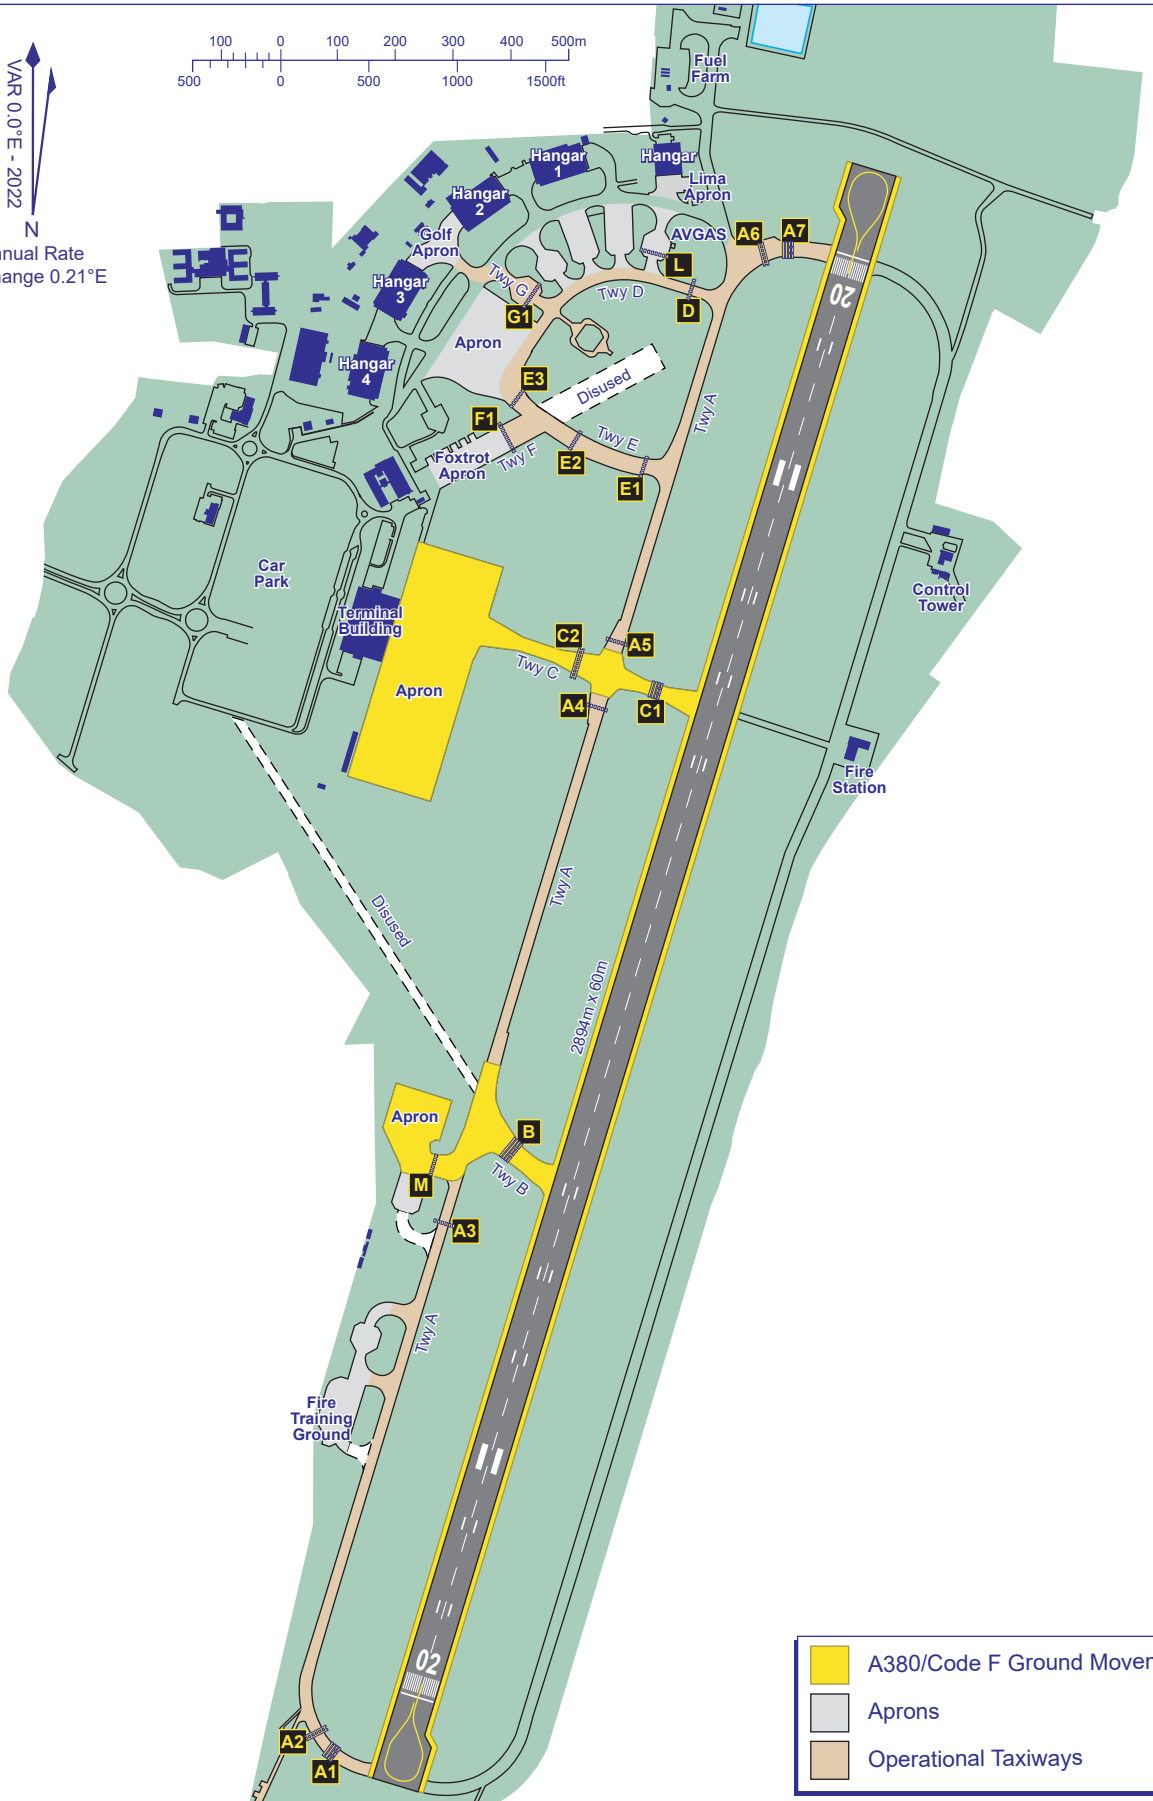 100 0 100 200 300 400 500m
500 0 500 1000 1500ft
VAR 0.0°E - 2022
N
nnual Rate
hange 0.21°E
Fuel
Farm
Hangar
1
Hangar
Lima
Apron
Hangar
2
Golf
Apron
AVGAS
A6
A7
L
Hangar
3
Twy G
G1
Twy D
D
20
Apron
Hangar
4
E3
Disused
F1
Twy A
Foxtrot
Apron
Twy F
Twy E
E2
E1
Car
Park
Control
Tower
Terminal
Building
C2
A5
Twy C
Apron
A4
C1
Fire
Station
Twy A
Disused
2894m x 60m
Apron
B
Twy B
M
A3
Twy A
Fire
Training
Ground
02
A2
A1
A380/Code F Ground Movem
Aprons
Operational Taxiways